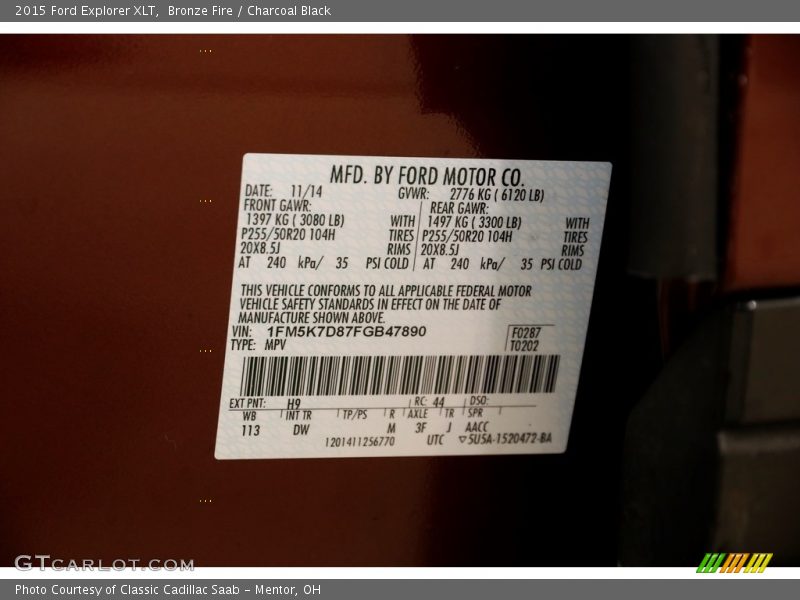 2015 Ford Explorer XLT,  Bronze Fire / Charcoal Black
MFD. BY FORD MOTOR CO.
DATE: 11/14 GVWR: 2776 KG ( 6120 LB)
FRONT GAWR: REAR GAWR:
1397 KG ( 3080 LB) WITH 1497 KG ( 3300 LB) WITH
P255/50R20 104H TIRES P255/50R20 104H TIRES
20X8.5J RIMS 20X8.5J RIMS
AT 240 kPa/ 35 PSI COLD AT 240 kPa/ 35 PSI COLD
THIS VEHICLE CONFORMS TO ALL APPLICABLE FEDERAL MOTOR
VEHICLE SAFETY STANDARDS IN EFFECT ON THE DATE OF
MANUFACTURE SHOWN ABOVE.
VIN: 1FM5K7D87FGB47890 F0287
TYPE: MPV T0202
EXT PNT: H9 RC: 44 DSO:
WB INT TR TP/PS R AXLE TR SPR
113 DW M 3F J AACC
1201411256770 UTC ▽5U5A-1520472-BA
GTCARLOT.COM
Photo Courtesy of Classic Cadillac Saab - Mentor, OH